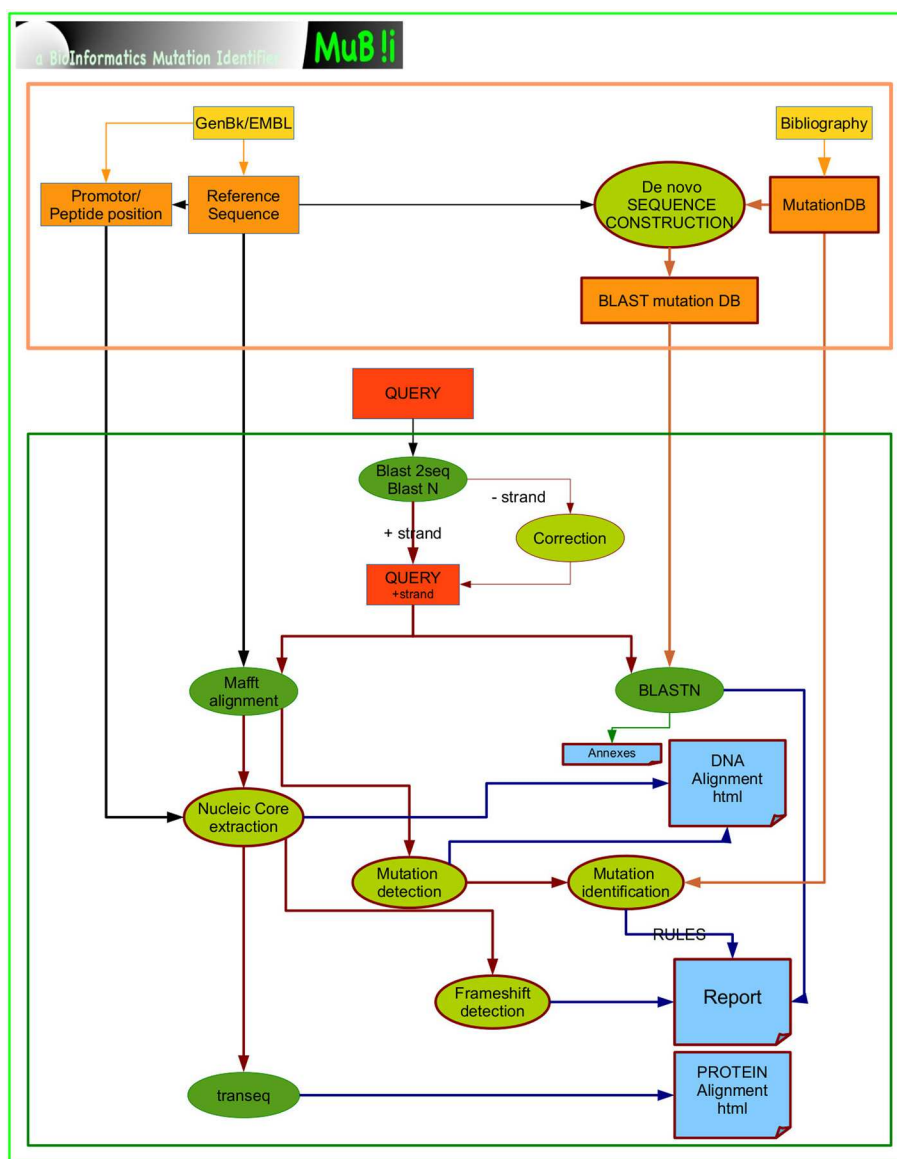 a BioInformatics Mutation Identifier
MuB!i
GenBk/EMBL
Bibliography
Promotor/
Peptide position
Reference
Sequence
De novo
SEQUENCE
CONSTRUCTION
MutationDB
BLAST mutation DB
QUERY
Blast 2seq
Blast N
- strand
+ strand
Correction
QUERY
+strand
Mafft
alignment
BLASTN
Annexes
DNA
Alignment
html
Nucleic Core
extraction
Mutation
detection
Mutation
identification
RULES
Frameshift
detection
Report
transeq
PROTEIN
Alignment
html